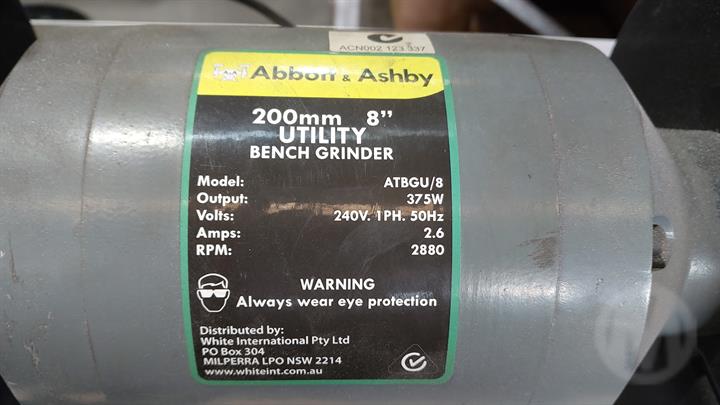 ACN002 123 337
Abbott & Ashby
200mm 8”
UTILITY
BENCH GRINDER
Model: ATBGU/8
Output: 375W
Volts: 240V. 1PH. 50Hz
Amps: 2.6
RPM: 2880
WARNING
Always wear eye protection
Distributed by:
White International Pty Ltd
PO Box 304
MILPERRA LPO NSW 2214
www.whiteint.com.au